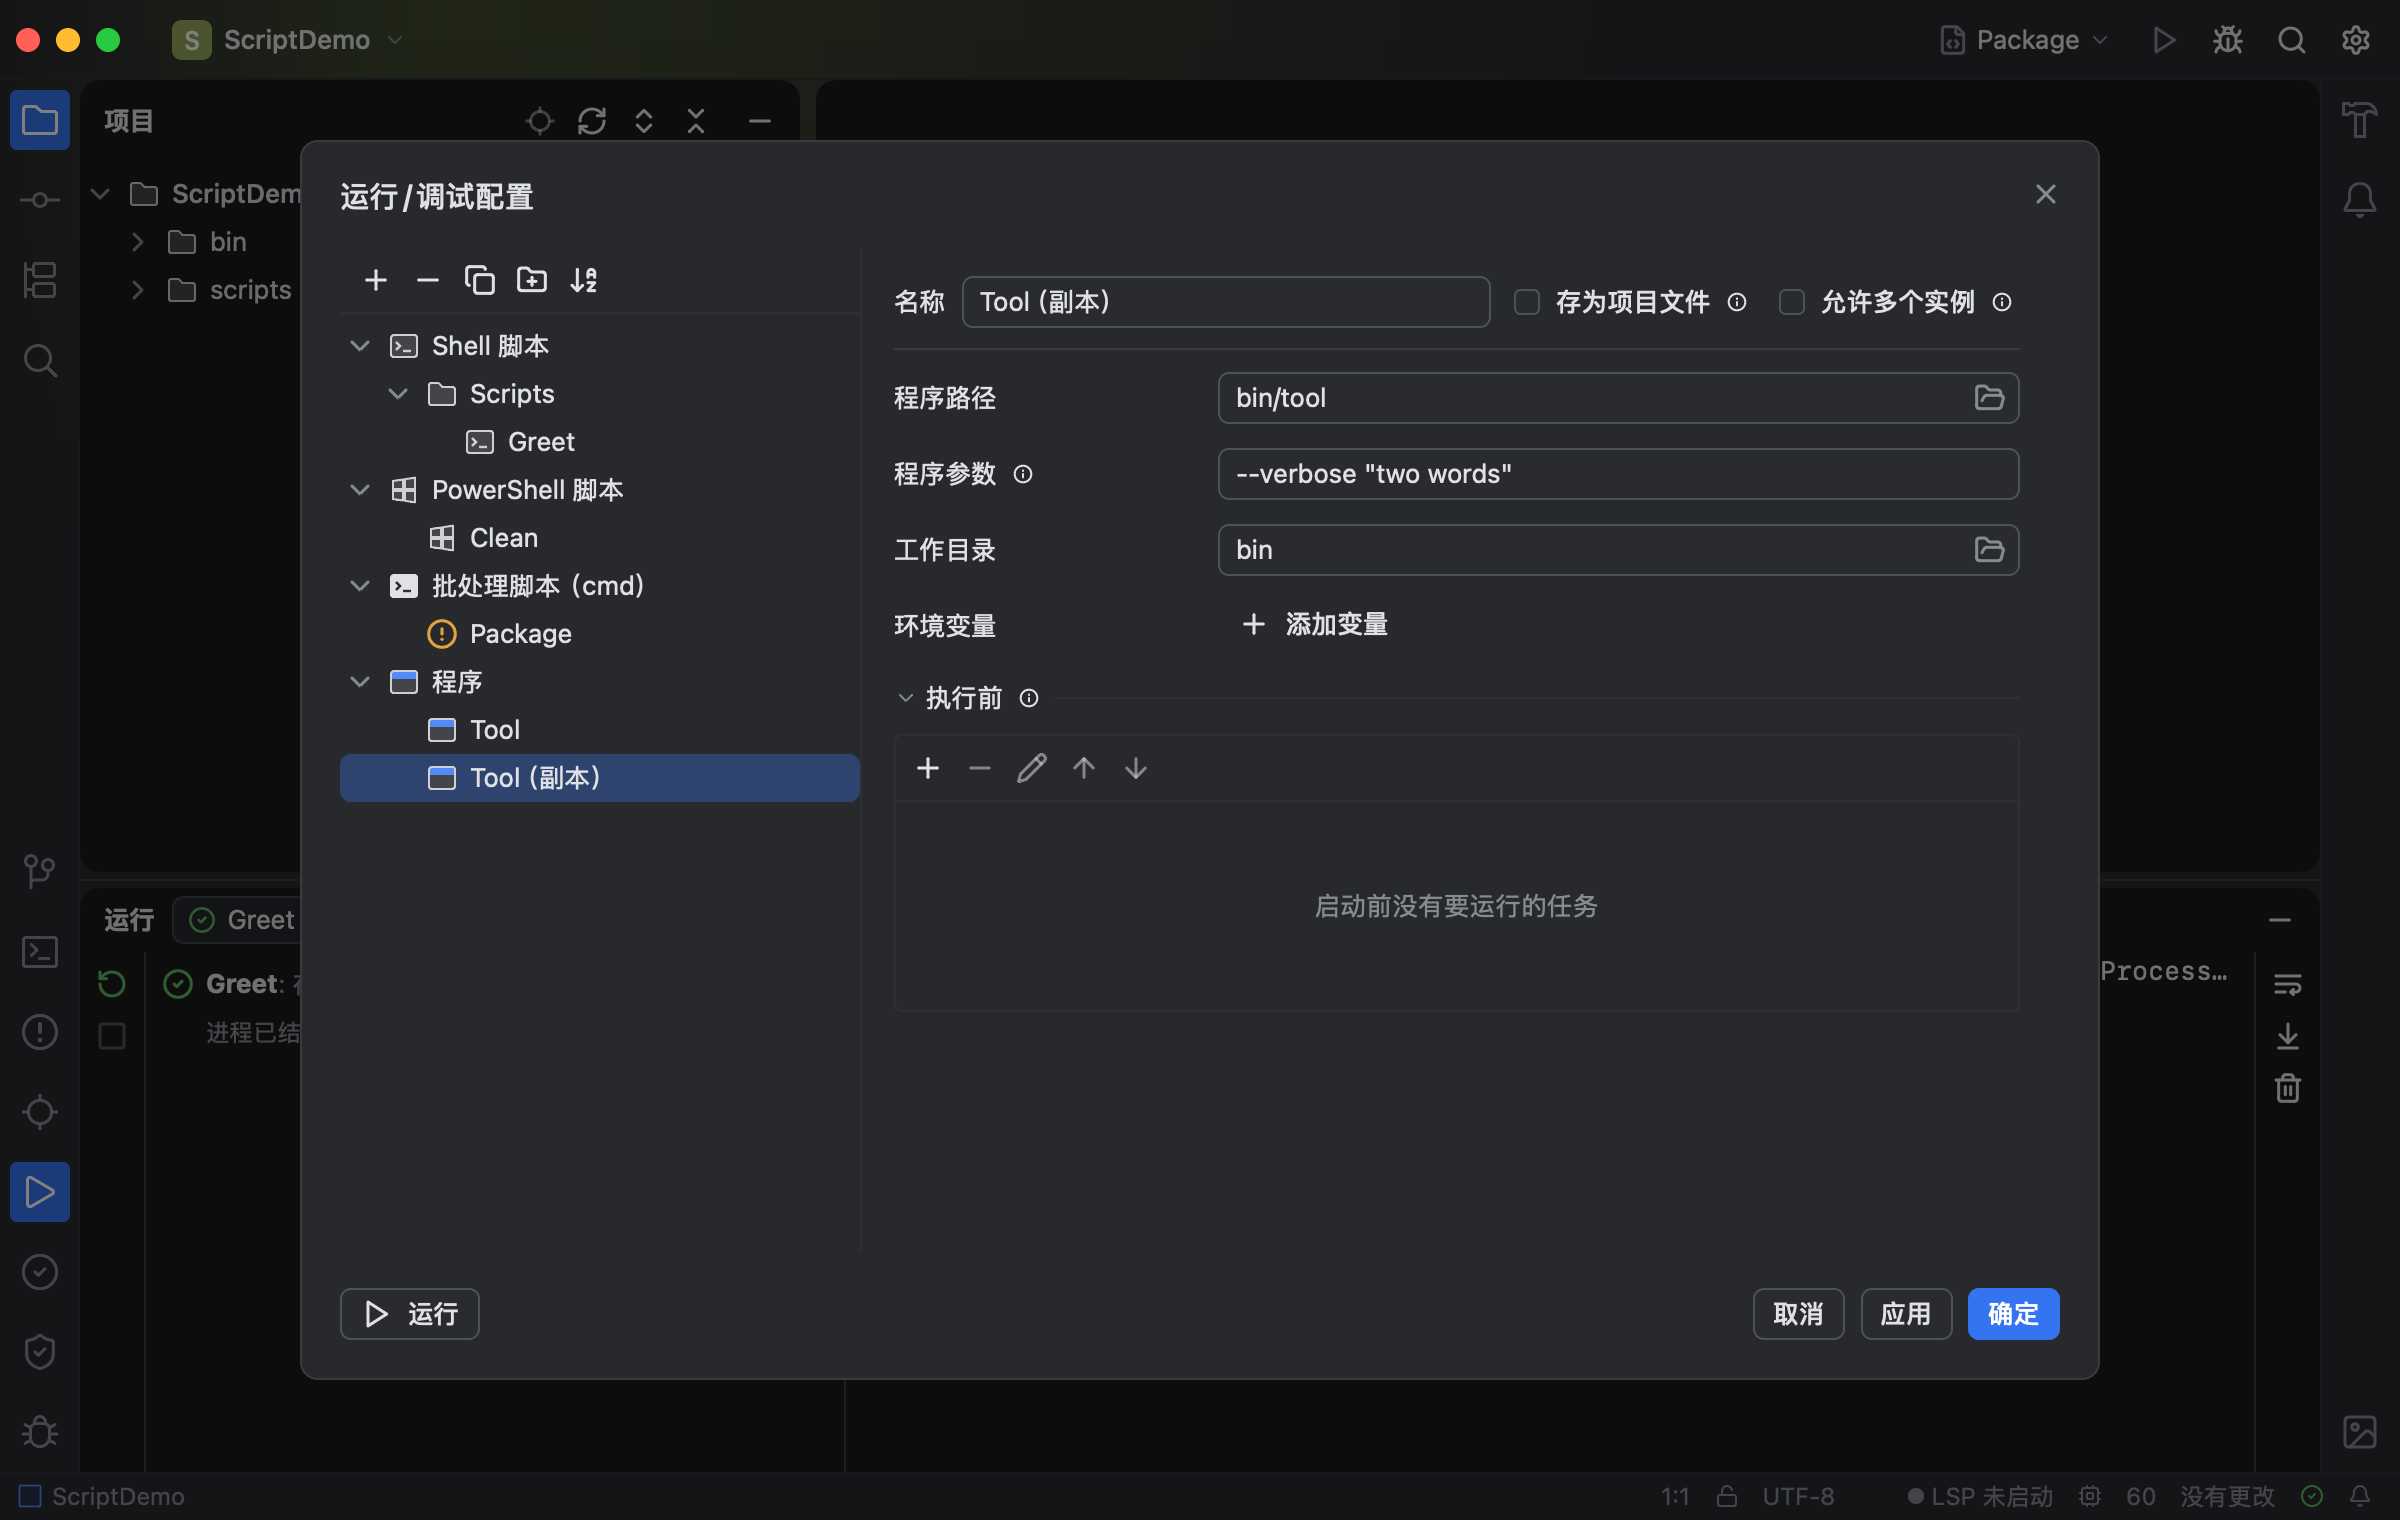 S ScriptDemo
Package
项目
ScriptDem
bin
scripts
运行/调试配置
Shell 脚本
Scripts
Greet
PowerShell 脚本
Clean
批处理脚本 (cmd)
Package
程序
Tool
Tool (副本)
名称 Tool (副本) 存为项目文件 允许多个实例
程序路径 bin/tool
程序参数 --verbose "two words"
工作目录 bin
环境变量 添加变量
执行前
启动前没有要运行的任务
运行 取消 应用 确定
运行 Greet
Greet:
进程已结
Process…
ScriptDemo 1:1 UTF-8 LSP 未启动 60 没有更改